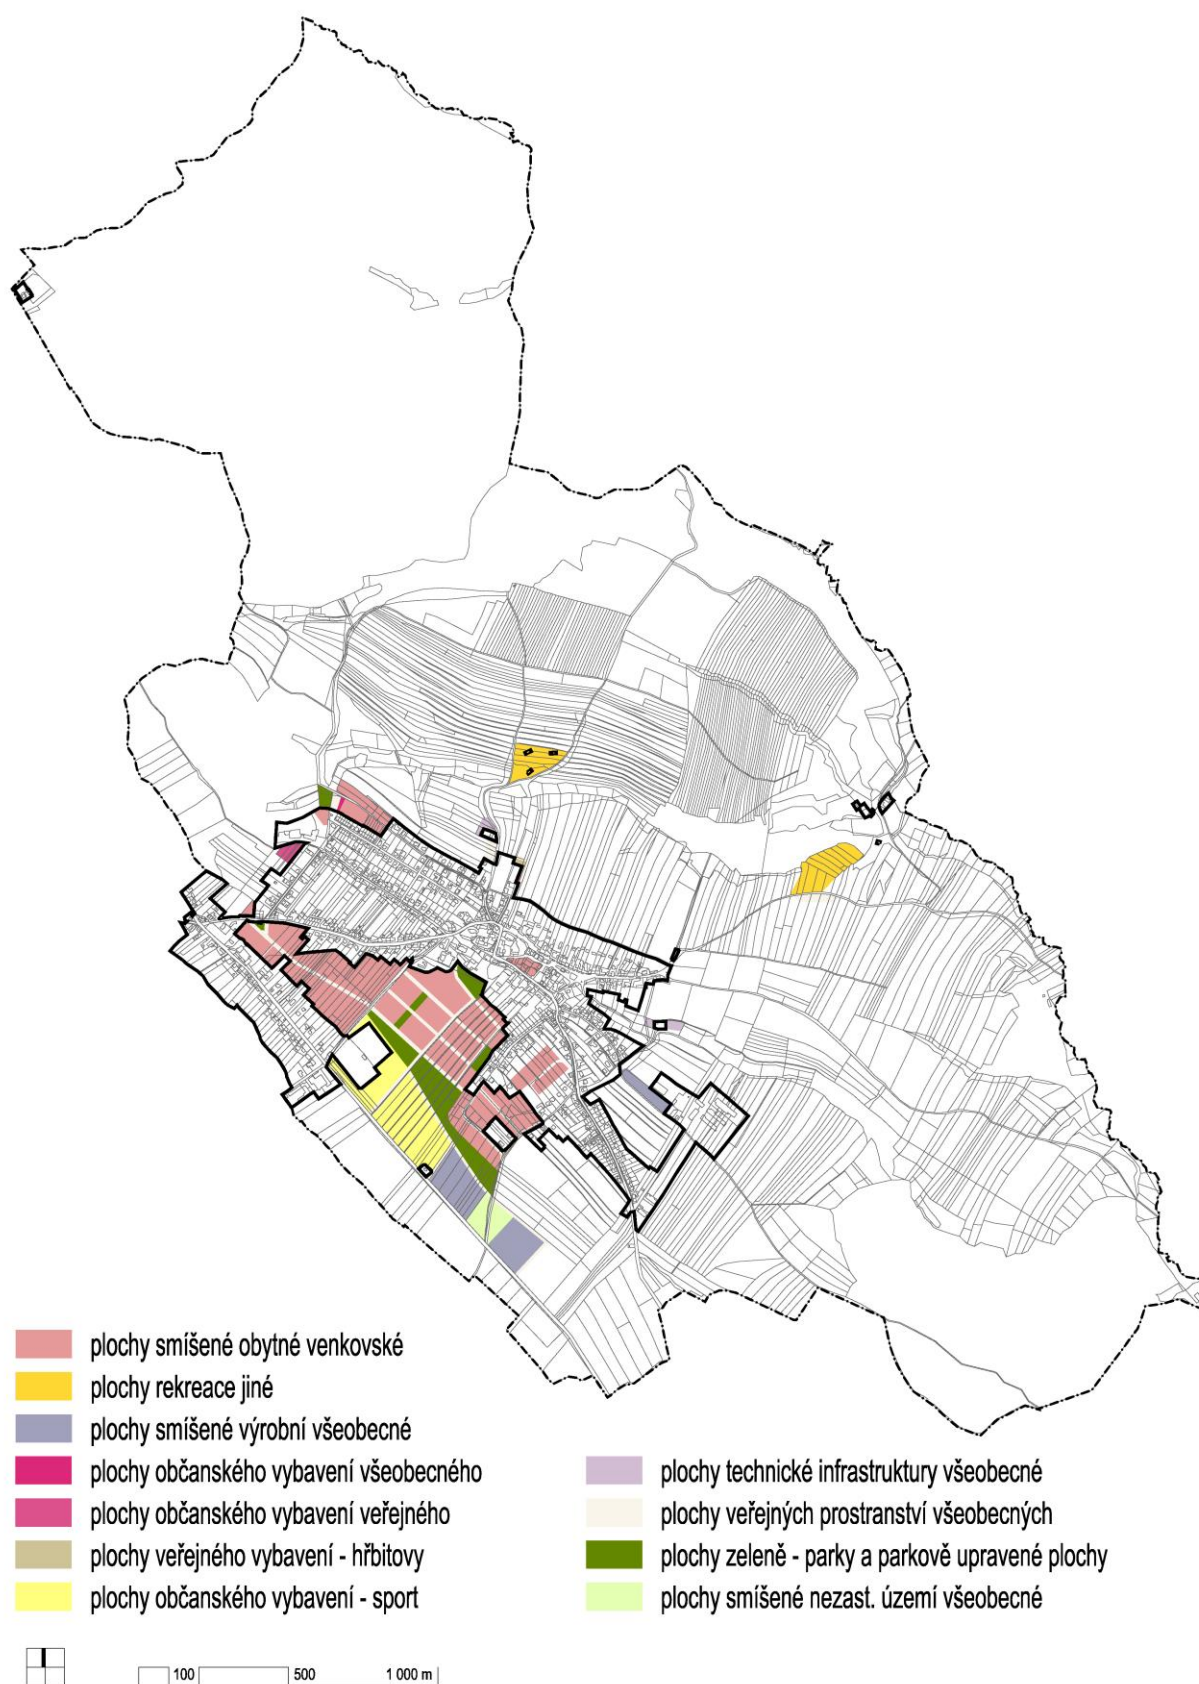 plochy smíšené obytné venkovské
plochy rekreace jiné
plochy smíšené výrobní všeobecné
plochy občanského vybavení všeobecného
plochy občanského vybavení veřejného
plochy veřejného vybavení - hřbitovy
plochy občanského vybavení - sport
plochy technické infrastruktury všeobecné
plochy veřejných prostranství všeobecných
plochy zeleně - parky a parkově upravené plochy
plochy smíšené nezast. území všeobecné
100 500 1 000 m